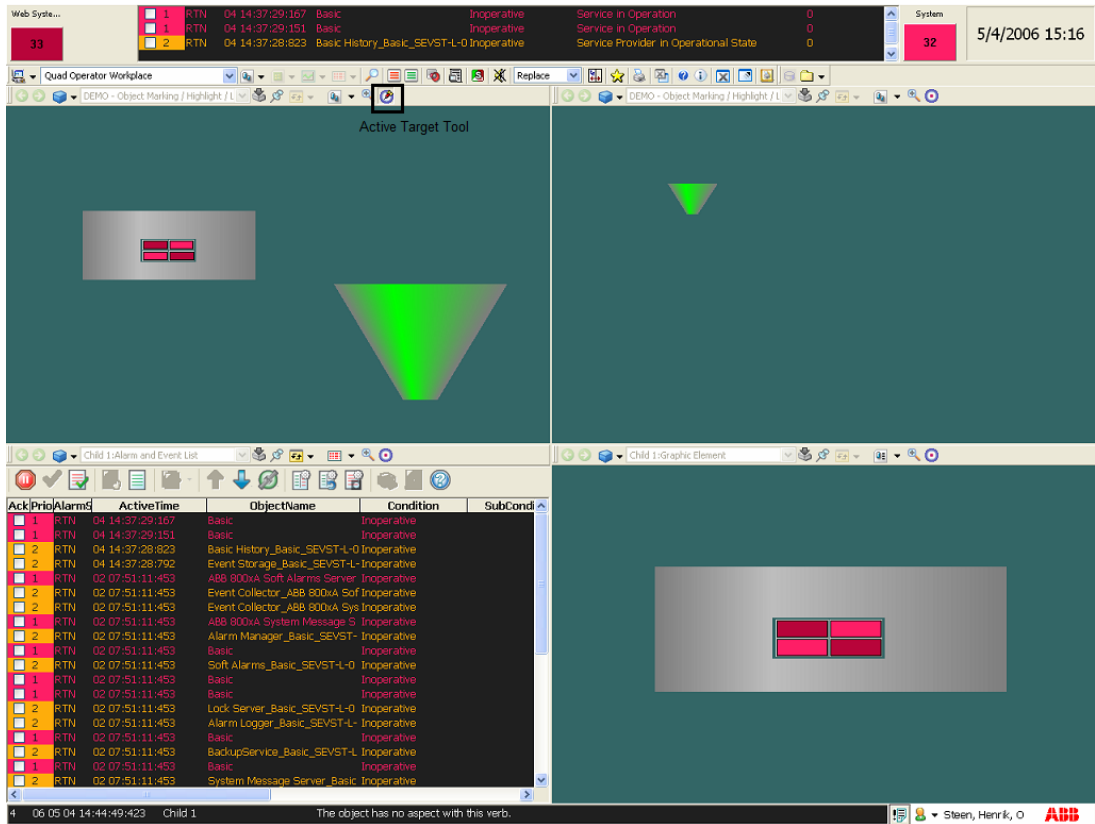 Web Syste...
33
1 RTN 04 14:37:29:167 Basic Inoperative Service in Operation 0
1 RTN 04 14:37:29:151 Basic Inoperative Service in Operation 0
2 RTN 04 14:37:28:823 Basic History_Basic_SEVST-L-0 Inoperative Service Provider in Operational State 0
System
32
5/4/2006 15:16
Quad Operator Workplace
Replace
DEMO - Object Marking / Highlight / L
DEMO - Object Marking / Highlight / L
Active Target Tool
Child 1:Alarm and Event List
Child 1:Graphic Element
Ack Prio AlarmS ActiveTime ObjectName Condition SubCondi
1 RTN 04 14:37:29:167 Basic Inoperative
1 RTN 04 14:37:29:151 Basic Inoperative
2 RTN 04 14:37:28:823 Basic History_Basic_SEVST-L-0 Inoperative
2 RTN 04 14:37:28:792 Event Storage_Basic_SEVST-L- Inoperative
1 RTN 02 07:51:11:453 ABB 800xA Soft Alarms Server Inoperative
2 RTN 02 07:51:11:453 Event Collector_ABB 800xA Sof Inoperative
2 RTN 02 07:51:11:453 Event Collector_ABB 800xA Sys Inoperative
1 RTN 02 07:51:11:453 ABB 800xA System Message S Inoperative
2 RTN 02 07:51:11:453 Alarm Manager_Basic_SEVST- Inoperative
1 RTN 02 07:51:11:453 Basic Inoperative
2 RTN 02 07:51:11:453 Soft Alarms_Basic_SEVST-L-0 Inoperative
1 RTN 02 07:51:11:453 Basic Inoperative
1 RTN 02 07:51:11:453 Basic Inoperative
2 RTN 02 07:51:11:453 Lock Server_Basic_SEVST-L-0 Inoperative
2 RTN 02 07:51:11:453 Alarm Logger_Basic_SEVST-L- Inoperative
1 RTN 02 07:51:11:453 Basic Inoperative
2 RTN 02 07:51:11:453 BackupService_Basic_SEVST-L Inoperative
1 RTN 02 07:51:11:453 Basic Inoperative
2 RTN 02 07:51:11:453 System Message Server_Basic Inoperative
4 06 05 04 14:44:49:423 Child 1 The object has no aspect with this verb.
Steen, Henrik, O
ABB